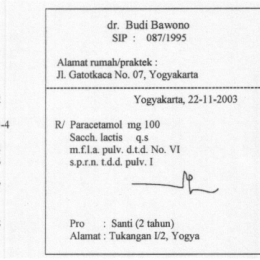 dr. Budi Bawono
SIP : 087/1995
Alamat rumah/praktek :
Jl. Gatotkaca No. 07, Yogyakarta
Yogyakarta, 22-11-2003
-4
R/ Paracetamol mg 100
Sacch. lactis q.s
m.f.l.a. pulv. d.t.d. No. VI
s.p.r.n. t.d.d. pulv. I
Pro : Santi (2 tahun)
Alamat : Tukangan I/2, Yogya